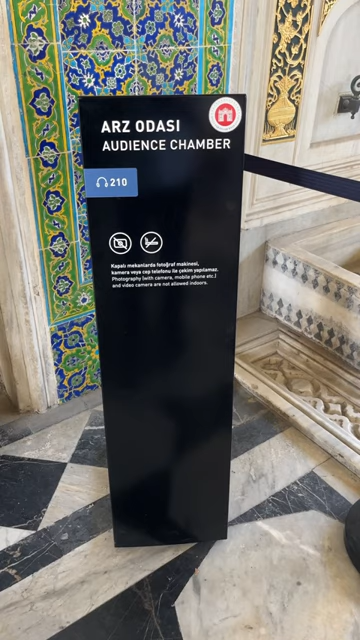 ARZ ODASI
AUDIENCE CHAMBER
210
Kapalı mekanlarda fotoğraf makinesi,
kamera veya cep telefonu ile çekim yapılamaz.
Photography (with camera, mobile phone etc.)
and video camera are not allowed indoors.